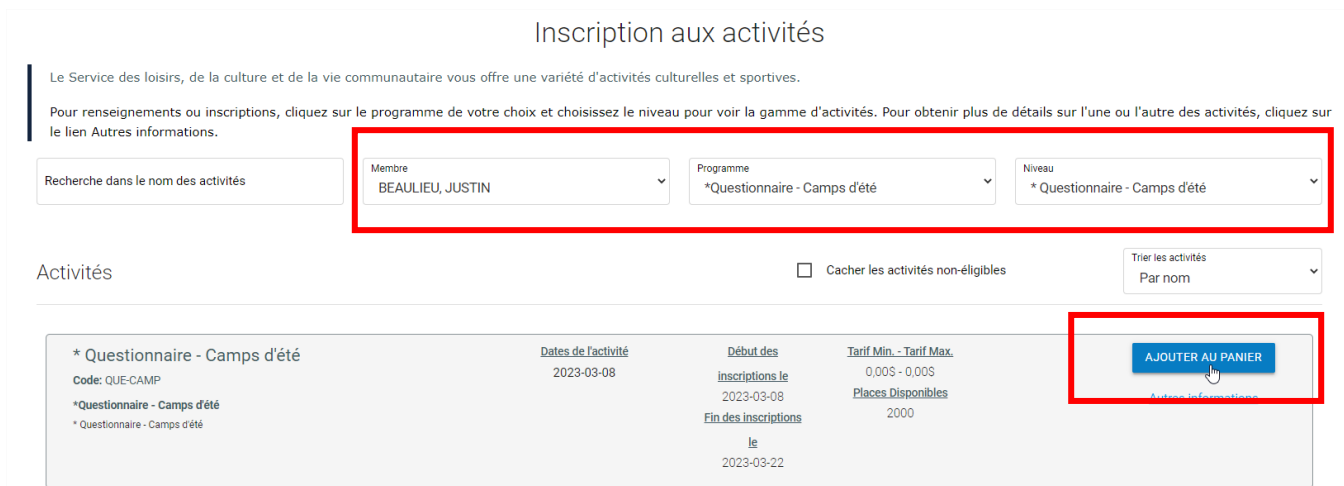 Inscription aux activités
Le Service des loisirs, de la culture et de la vie communautaire vous offre une variété d'activités culturelles et sportives.
Pour renseignements ou inscriptions, cliquez sur le programme de votre choix et choisissez le niveau pour voir la gamme d'activités. Pour obtenir plus de détails sur l'une ou l'autre des activités, cliquez sur
le lien Autres informations.
Recherche dans le nom des activités
Membre
BEAULIEU, JUSTIN
Programme
*Questionnaire - Camps d'été
Niveau
* Questionnaire - Camps d'été
Activités
Cacher les activités non-éligibles
Trier les activités
Par nom
* Questionnaire - Camps d'été
Code: QUE-CAMP
*Questionnaire - Camps d'été
* Questionnaire - Camps d'été
Dates de l'activité
2023-03-08
Début des
inscriptions le
2023-03-08
Fin des inscriptions
le
2023-03-22
Tarif Min. - Tarif Max.
0,00$ - 0,00$
Places Disponibles
2000
AJOUTER AU PANIER
Autres informations